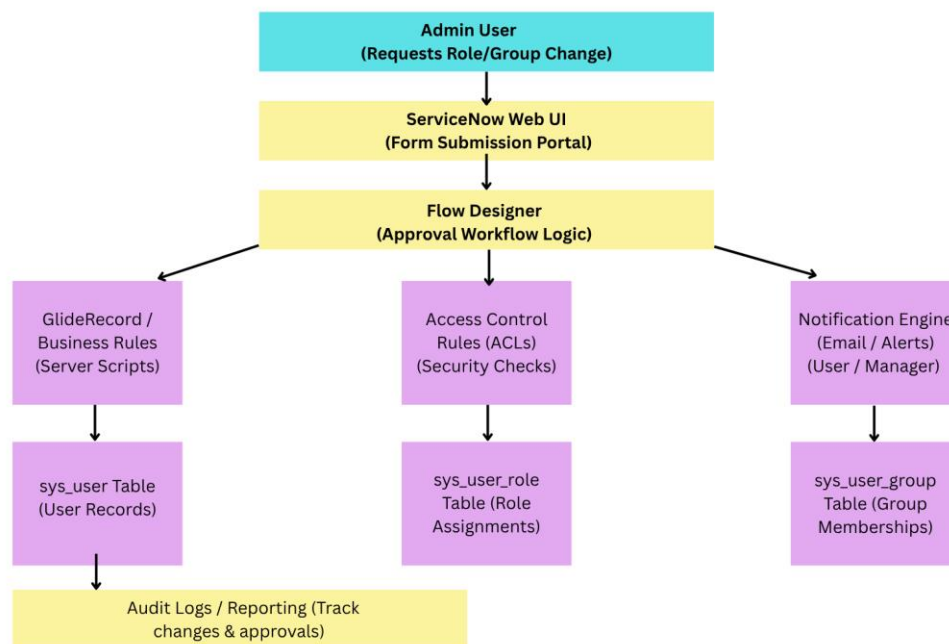 Admin User
(Requests Role/Group Change)
ServiceNow Web UI
(Form Submission Portal)
Flow Designer
(Approval Workflow Logic)
GlideRecord /
Business Rules
(Server Scripts)
Access Control
Rules (ACLs)
(Security Checks)
Notification Engine
(Email / Alerts)
(User / Manager)
sys_user Table
(User Records)
sys_user_role
Table (Role
Assignments)
sys_user_group
Table (Group
Memberships)
Audit Logs / Reporting (Track
changes & approvals)